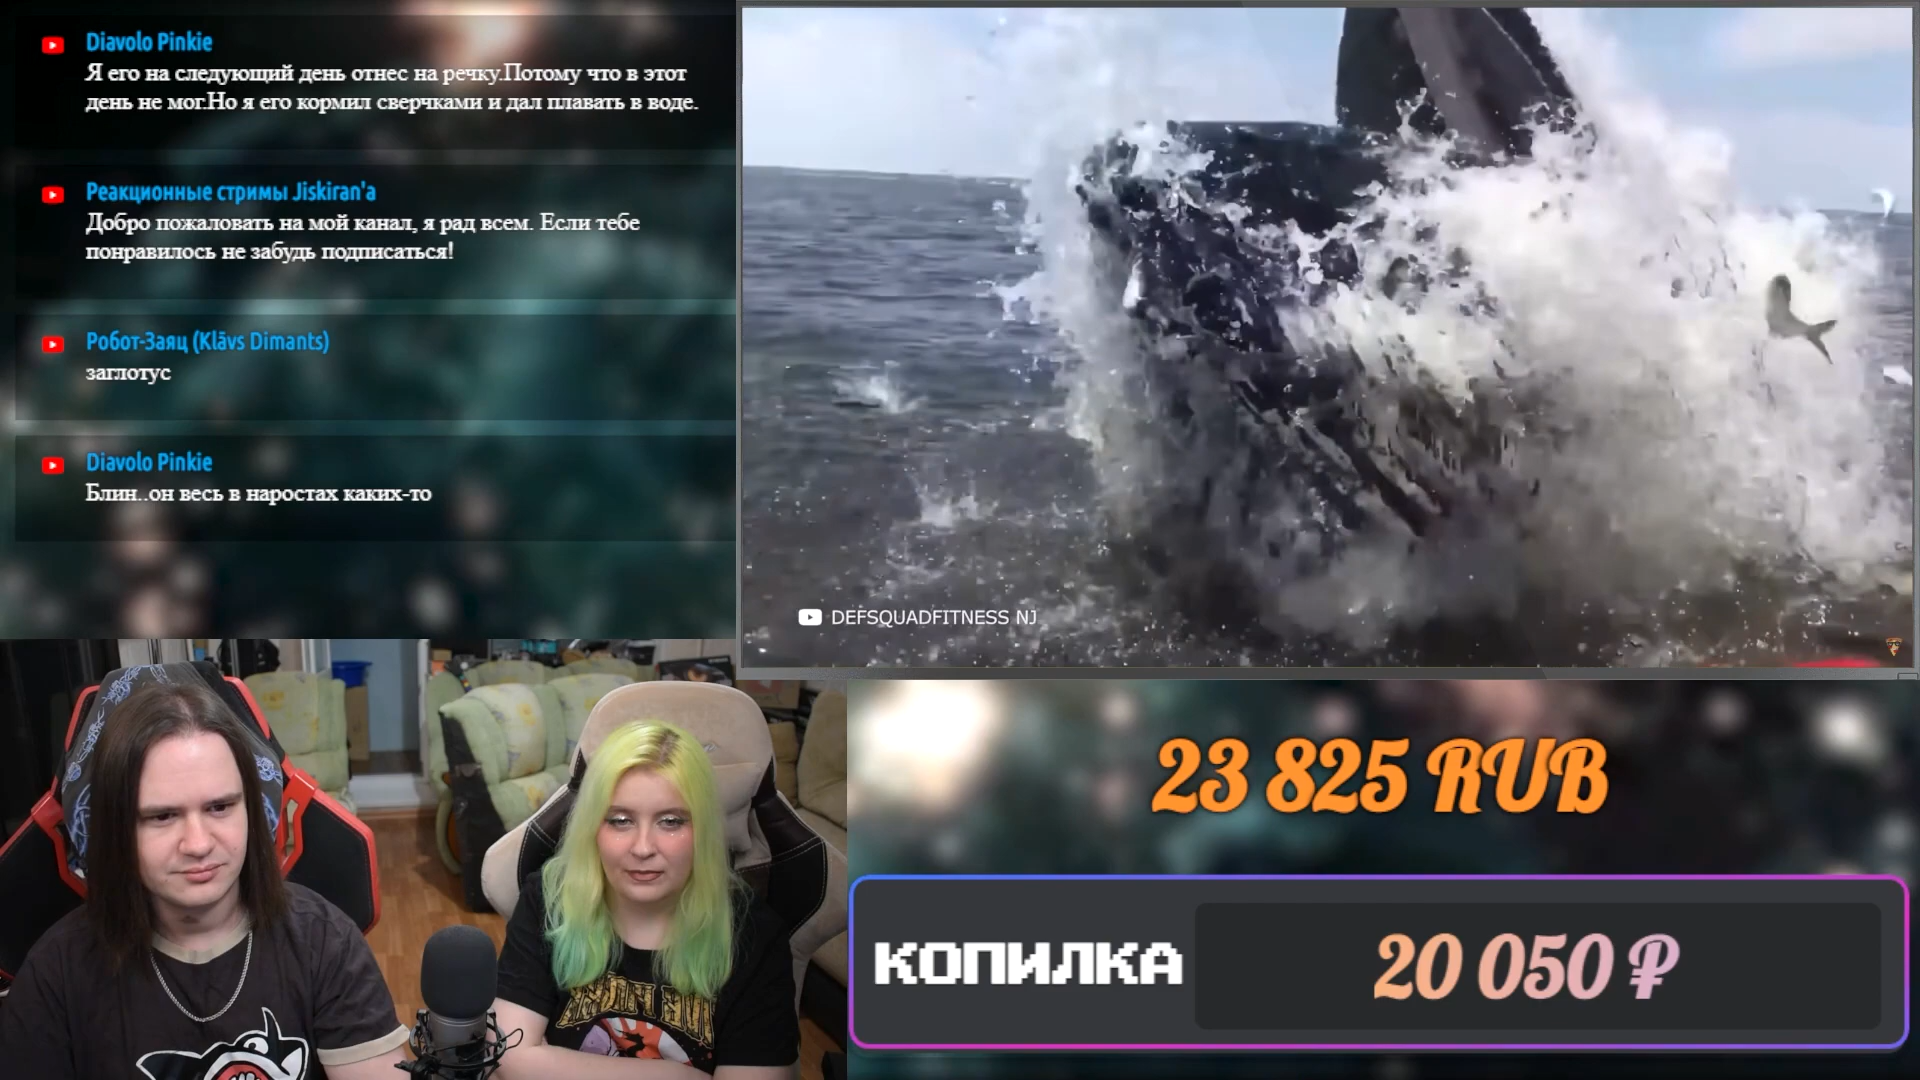 Diavolo Pinkie
Я его на следующий день отнес на речку.Потому что в этот
день не мог.Но я его кормил сверчками и дал плавать в воде.
Реакционные стримы Jiskiran'a
Добро пожаловать на мой канал, я рад всем. Если тебе
понравилось не забудь подписаться!
Робот-Заяц (Klāvs Dimants)
заглотус
Diavolo Pinkie
Блин..он весь в наростах каких-то
DEFSQUADFITNESS NJ
23 825 RUB
КОПИЛКА
20 050 ₽